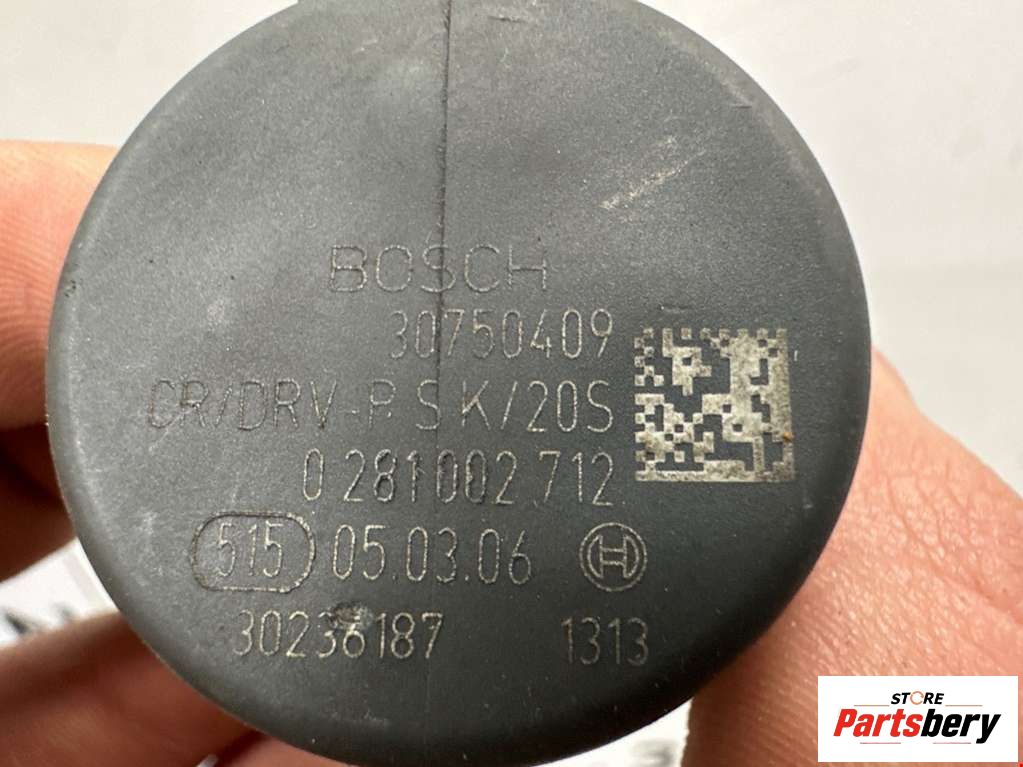 BOSCH
30750409
CR/DRV-P.S K/20S
0 281 002 712
515 05.03.06
30236187 1313
STORE
Partsbery